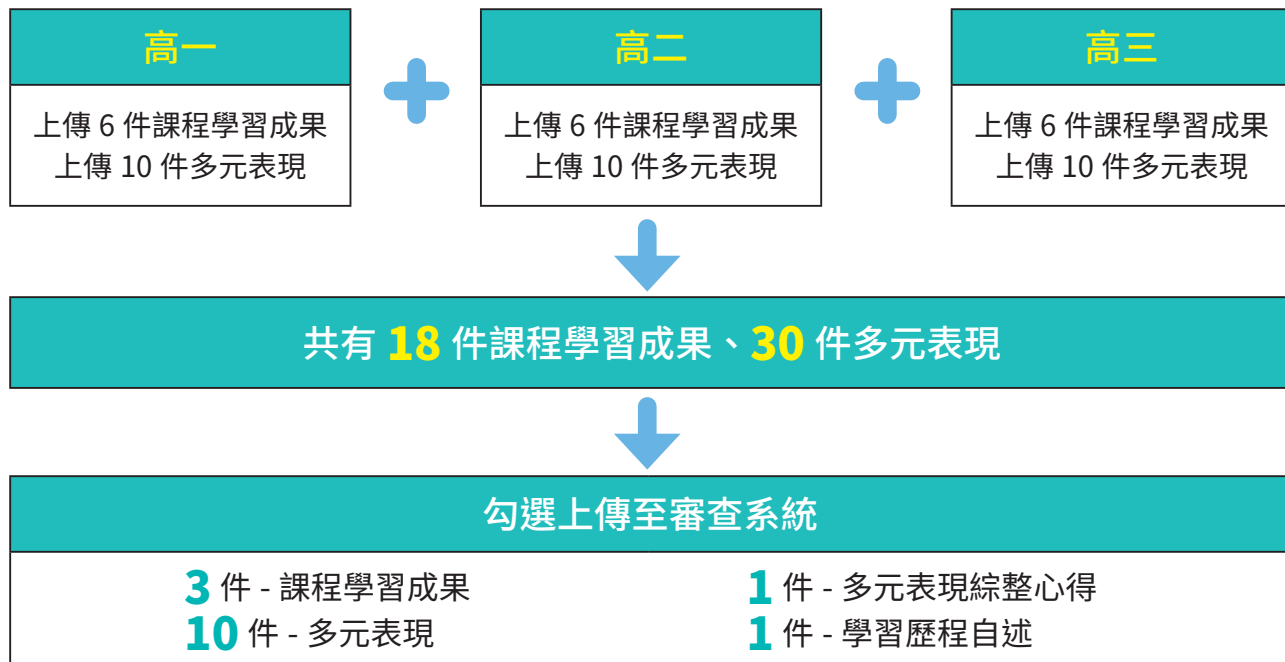 高一
上傳 6 件課程學習成果
上傳 10 件多元表現
高二
上傳 6 件課程學習成果
上傳 10 件多元表現
高三
上傳 6 件課程學習成果
上傳 10 件多元表現
共有 18 件課程學習成果、30 件多元表現
勾選上傳至審查系統
3 件 - 課程學習成果
10 件 - 多元表現
1 件 - 多元表現綜整心得
1 件 - 學習歷程自述